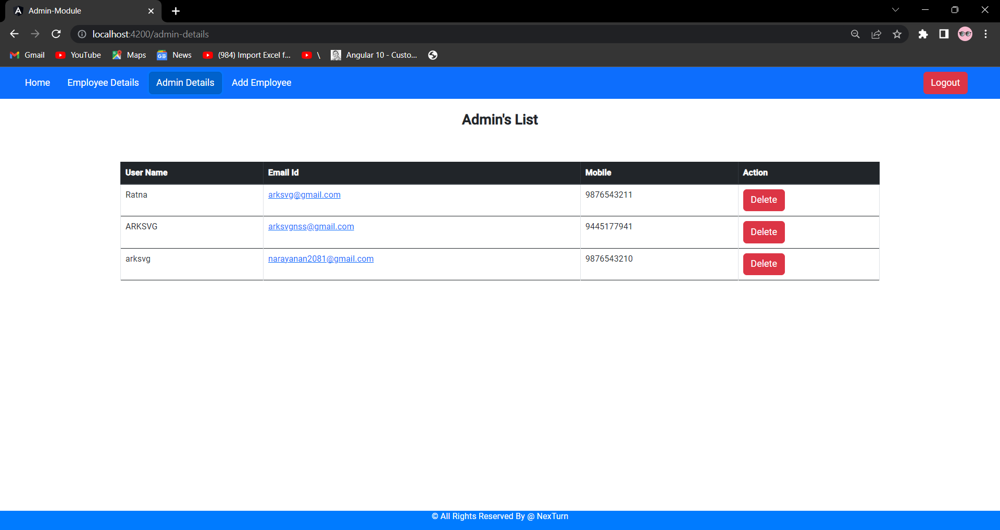 Admin-Module
localhost:4200/admin-details
Gmail YouTube Maps News (984) Import Excel f... \ Angular 10 - Custo...
Home Employee Details Admin Details Add Employee Logout
Admin's List
User Name Email Id Mobile Action
Ratna arksvg@gmail.com 9876543211 Delete
ARKSVG arksvgnss@gmail.com 9445177941 Delete
arksvg narayanan2081@gmail.com 9876543210 Delete
© All Rights Reserved By @ NexTurn